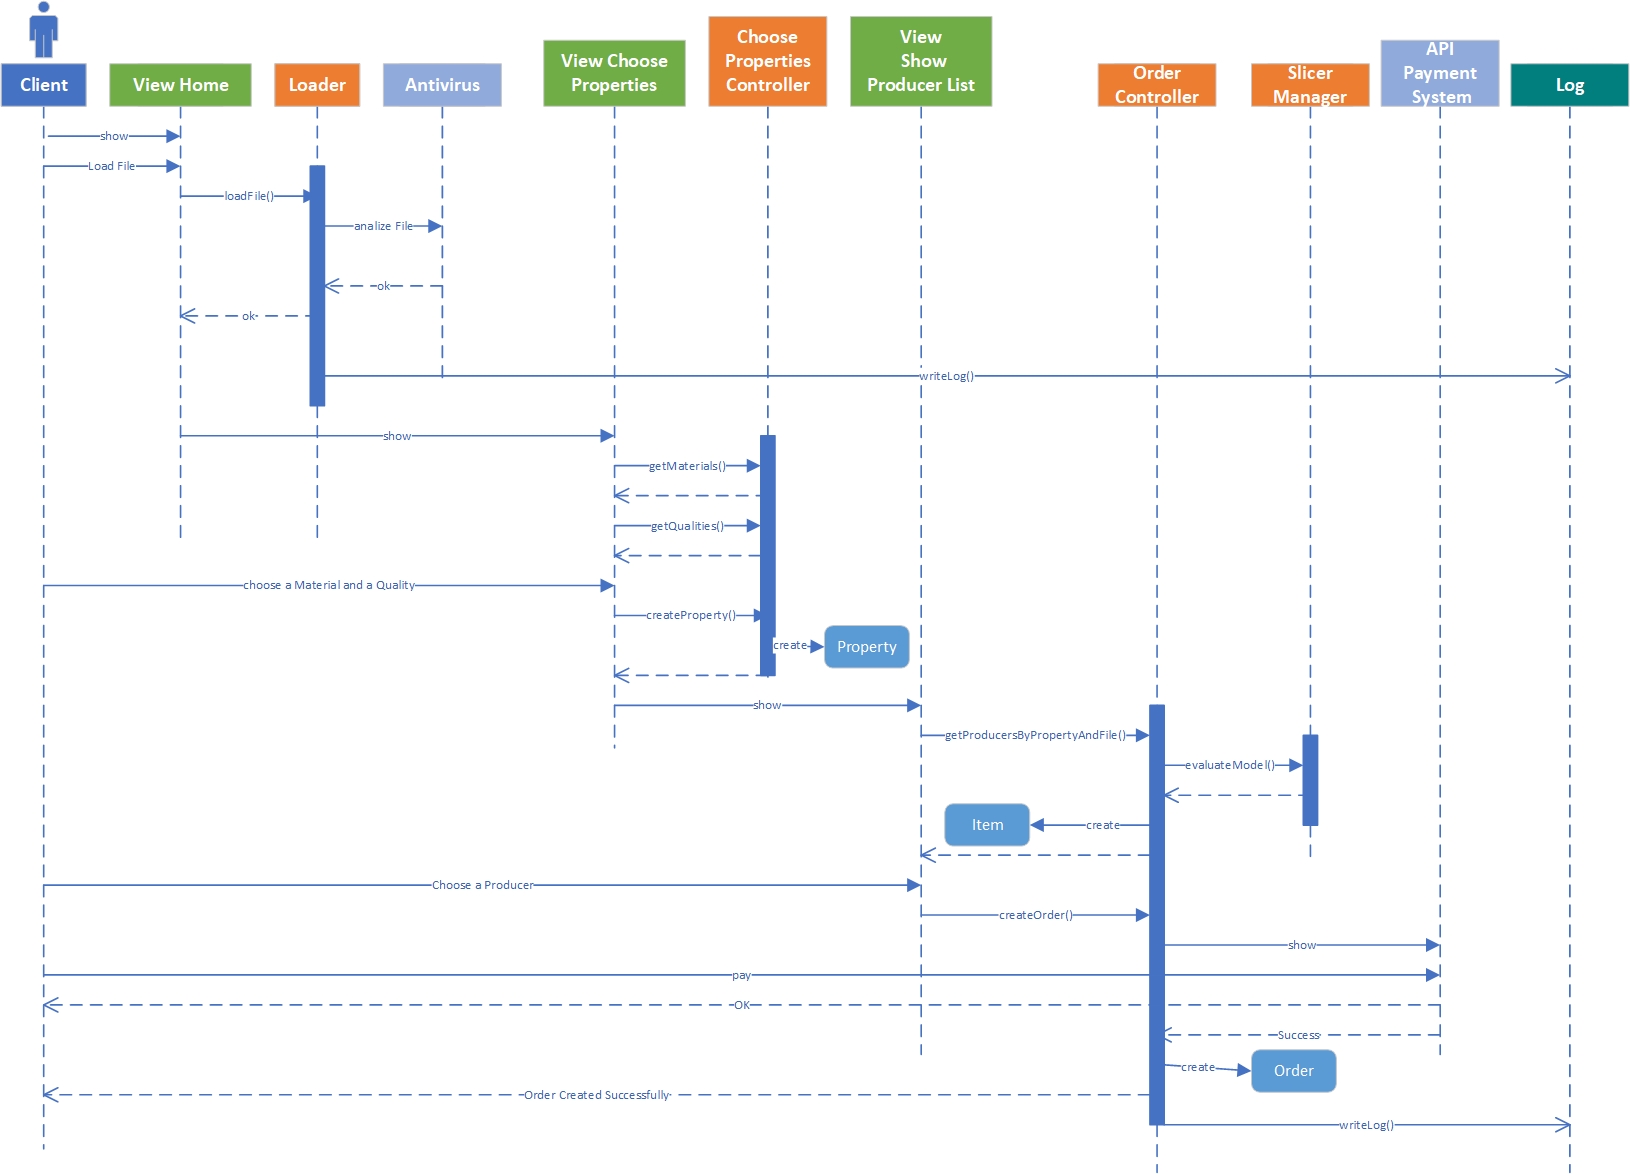 Client
View Home
Loader
Antivirus
View Choose
Properties
Choose
Properties
Controller
View
Show
Producer List
Order
Controller
Slicer
Manager
API
Payment
System
Log
show
Load File
loadFile()
analize File
ok
ok
writeLog()
show
getMaterials()
getQualities()
choose a Material and a Quality
createProperty()
create
Property
show
getProducersByPropertyAndFile()
evaluateModel()
Item
create
Choose a Producer
createOrder()
show
pay
OK
Success
create
Order
Order Created Successfully
writeLog()